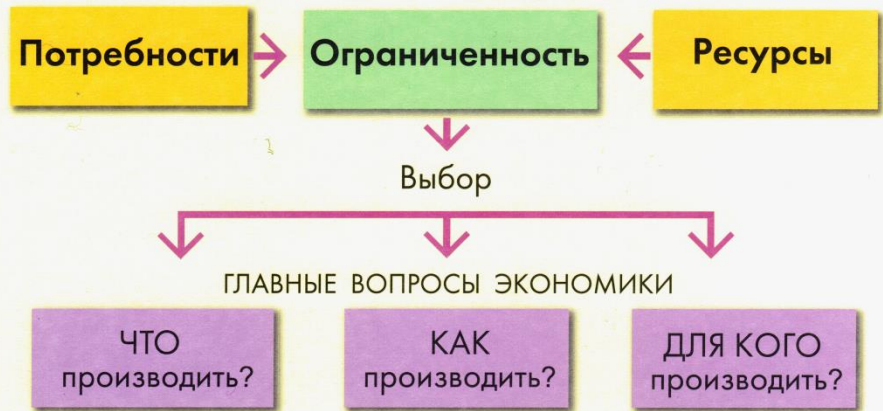 Потребности
Ограниченность
Ресурсы
Выбор
ГЛАВНЫЕ ВОПРОСЫ ЭКОНОМИКИ
ЧТО
производить?
КАК
производить?
ДЛЯ КОГО
производить?